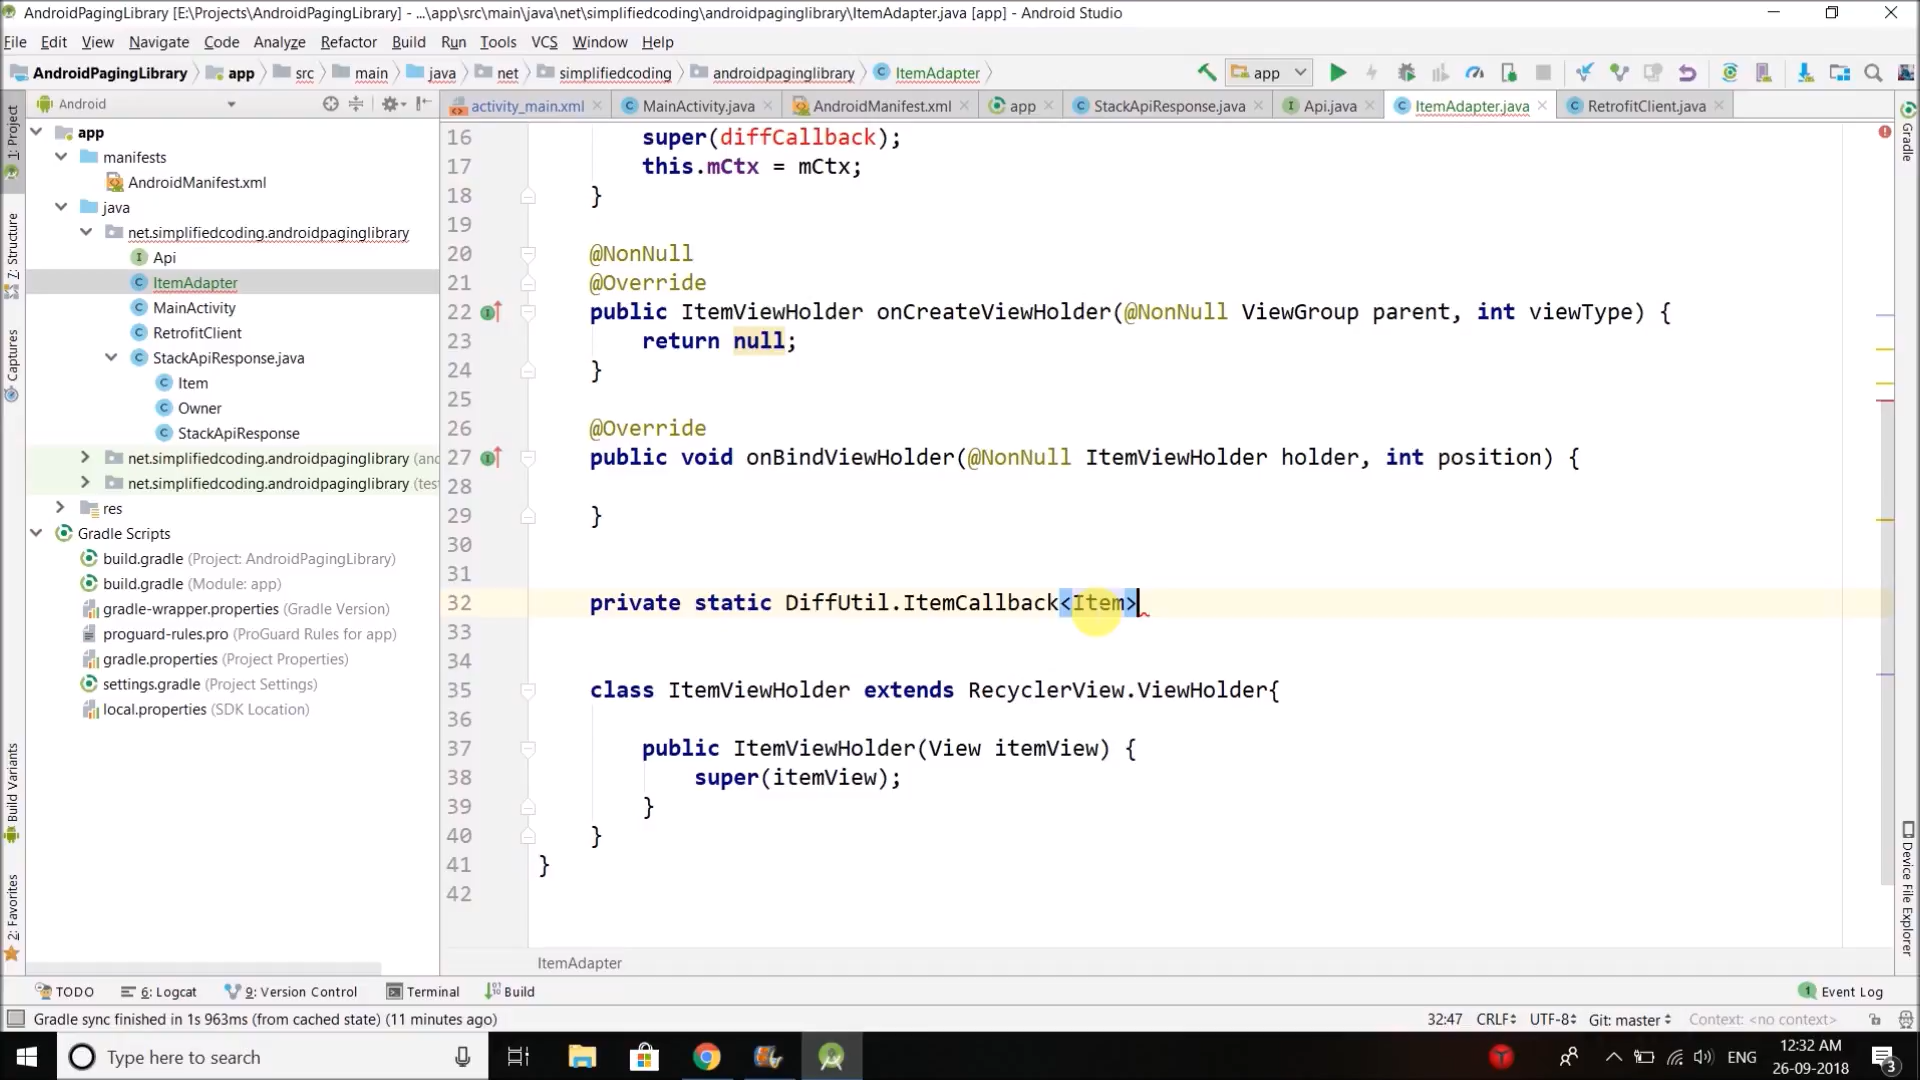 AndroidPagingLibrary [E:\Projects\AndroidPagingLibrary] - ...\app\src\main\java\net\simplifiedcoding\androidpaginglibrary\ItemAdapter.java [app] - Android Studio
File Edit View Navigate Code Analyze Refactor Build Run Tools VCS Window Help
AndroidPagingLibrary app src main java net simplifiedcoding androidpaginglibrary ItemAdapter app
Android
activity_main.xml MainActivity.java AndroidManifest.xml app StackApiResponse.java Api.java ItemAdapter.java RetrofitClient.java
1: Project
7: Structure
Captures
Build Variants
2: Favorites
app
manifests
AndroidManifest.xml
java
net.simplifiedcoding.androidpaginglibrary
Api
ItemAdapter
MainActivity
RetrofitClient
StackApiResponse.java
Item
Owner
StackApiResponse
net.simplifiedcoding.androidpaginglibrary (and
net.simplifiedcoding.androidpaginglibrary (tes
res
Gradle Scripts
build.gradle (Project: AndroidPagingLibrary)
build.gradle (Module: app)
gradle-wrapper.properties (Gradle Version)
proguard-rules.pro (ProGuard Rules for app)
gradle.properties (Project Properties)
settings.gradle (Project Settings)
local.properties (SDK Location)
16 super(diffCallback);
17 this.mCtx = mCtx;
18 }
19
20 @NonNull
21 @Override
22 public ItemViewHolder onCreateViewHolder(@NonNull ViewGroup parent, int viewType) {
23 return null;
24 }
25
26 @Override
27 public void onBindViewHolder(@NonNull ItemViewHolder holder, int position) {
28
29 }
30
31
32 private static DiffUtil.ItemCallback<Item>
33
34
35 class ItemViewHolder extends RecyclerView.ViewHolder{
36
37 public ItemViewHolder(View itemView) {
38 super(itemView);
39 }
40 }
41 }
42
ItemAdapter
Gradle
Device File Explorer
TODO 6: Logcat 9: Version Control Terminal Build 1 Event Log
Gradle sync finished in 1s 963ms (from cached state) (11 minutes ago) 32:47 CRLF UTF-8 Git: master Context: <no context>
Type here to search ENG 12:32 AM
26-09-2018 3